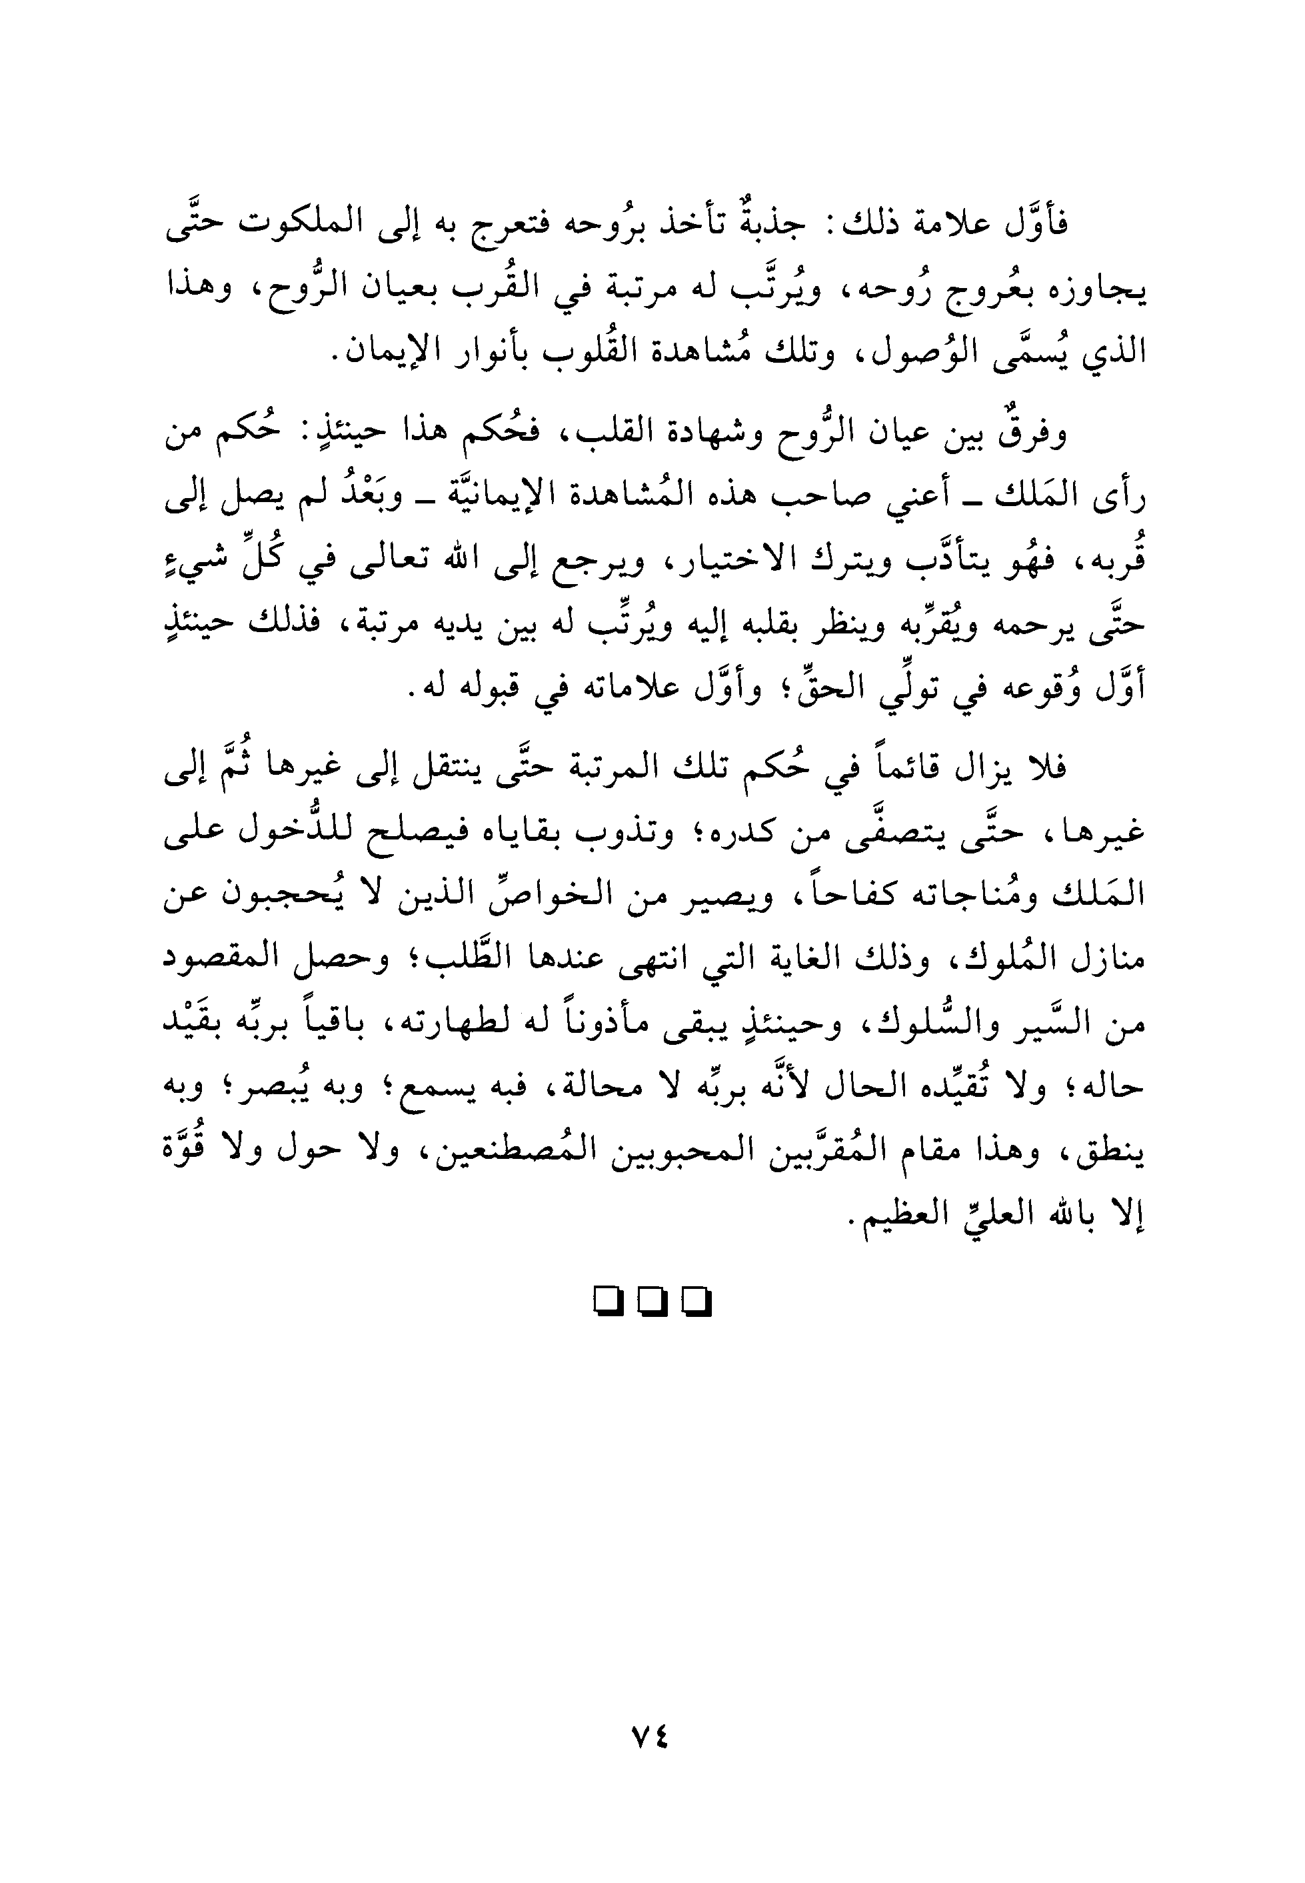 فأوَّل علامة ذلك: جذبةٌ تأخذ برُوحه فتعرج به إلى الملكوت حتَّى
يجاوزه بعُروج رُوحه، ويُرتَّب له مرتبة في القُرب بعيان الرُّوح، وهذا
الذي يُسمَّى الوُصول، وتلك مُشاهدة القُلوب بأنوار الإيمان.
وفرقٌ بين عيان الرُّوح وشهادة القلب، فحُكم هذا حينئذٍ: حُكم من
رأى المَلك ـ أعني صاحب هذه المُشاهدة الإيمانيَّة ـ وبَعْدُ لم يصل إلى
قُربه، فهُو يتأدَّب ويترك الاختيار، ويرجع إلى الله تعالى في كُلِّ شيءٍ
حتَّى يرحمه ويُقرِّبه وينظر بقلبه إليه ويُرتِّب له بين يديه مرتبة، فذلك حينئذٍ
أوَّل وُقوعه في تولِّي الحقِّ؛ وأوَّل علاماته في قبوله له.
فلا يزال قائماً في حُكم تلك المرتبة حتَّى ينتقل إلى غيرها ثُمَّ إلى
غيرها، حتَّى يتصفَّى من كدره؛ وتذوب بقاياه فيصلح للدُّخول على
المَلك ومُناجاته كفاحاً، ويصير من الخواصِّ الذين لا يُحجبون عن
منازل المُلوك، وذلك الغاية التي انتهى عندها الطَّلب؛ وحصل المقصود
من السَّير والسُّلوك، وحينئذٍ يبقى مأذوناً له لطهارته، باقياً بربِّه بقَيْد
حاله؛ ولا تُقيِّده الحال لأنَّه بربِّه لا محالة، فبه يسمع؛ وبه يُبصر؛ وبه
ينطق، وهذا مقام المُقرَّبين المحبوبين المُصطنعين، ولا حول ولا قُوَّة
إلا بالله العليِّ العظيم.
٧٤